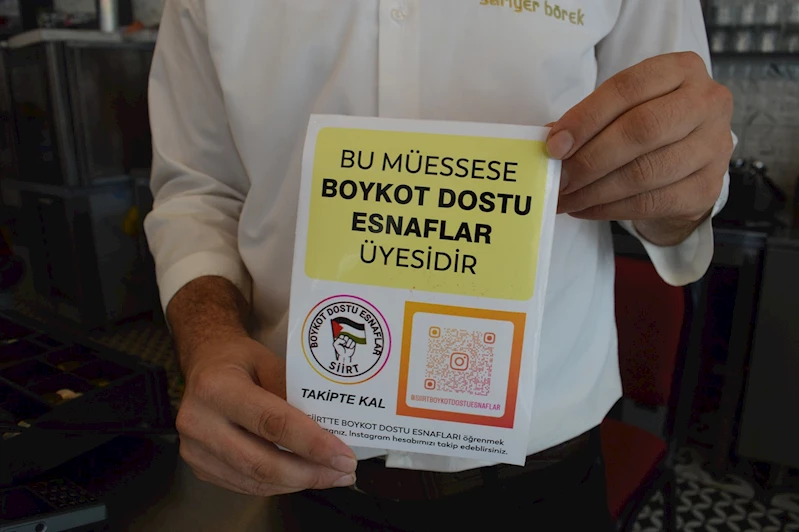 sarıyer börek
BU MÜESSESE
BOYKOT DOSTU
ESNAFLAR
ÜYESİDİR
BOYKOT DOSTU ESNAFLAR
SİİRT
@SIIRTBOYKOTDOSTUESNAFLAR
TAKİPTE KAL
SİİRT'TE BOYKOT DOSTU ESNAFLARI öğrenmek
Instagram hesabımızı takip edebilirsiniz.